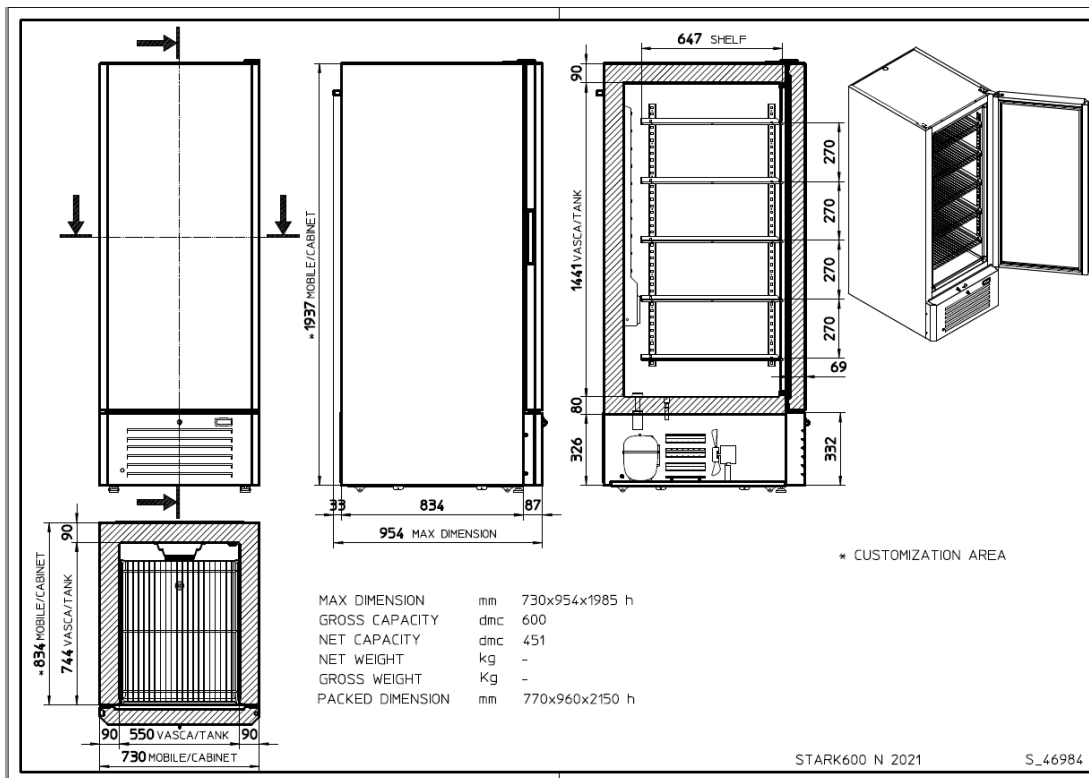 647 SHELF
90
270
270
270
270
1441 VASCA/TANK
* 1937 MOBILE/CABINET
69
80
326
332
33
834
87
954 MAX DIMENSION
90
* 834 MOBILE/CABINET
744 VASCA/TANK
90
550 VASCA/TANK
90
730 MOBILE/CABINET
* CUSTOMIZATION AREA
MAX DIMENSION mm 730x954x1985 h
GROSS CAPACITY dmc 600
NET CAPACITY dmc 451
NET WEIGHT kg -
GROSS WEIGHT Kg -
PACKED DIMENSION mm 770x960x2150 h
STARK600 N 2021
S_46984